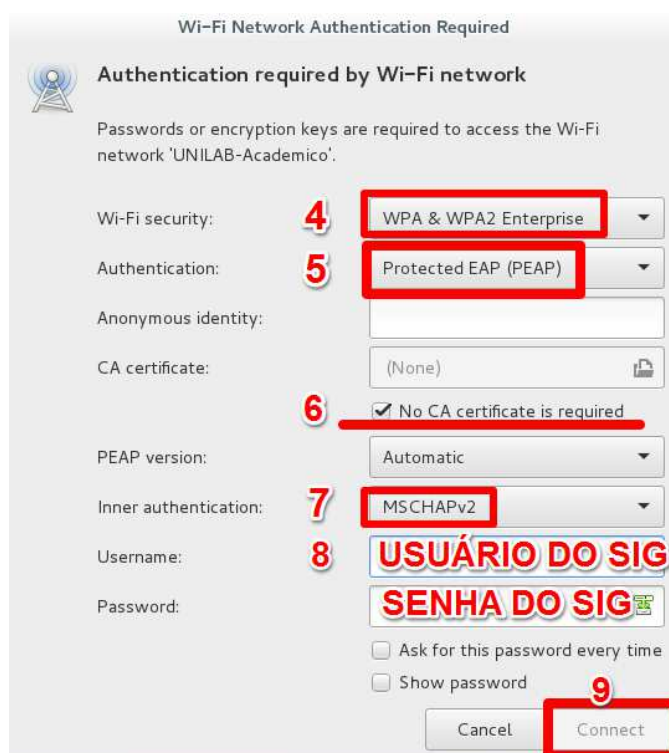 Wi-Fi Network Authentication Required
Authentication required by Wi-Fi network
Passwords or encryption keys are required to access the Wi-Fi
network 'UNILAB-Academico'.
Wi-Fi security: 4 WPA & WPA2 Enterprise
Authentication: 5 Protected EAP (PEAP)
Anonymous identity:
CA certificate: (None)
6 No CA certificate is required
PEAP version: Automatic
Inner authentication: 7 MSCHAPv2
Username: 8 USUÁRIO DO SIG
Password: SENHA DO SIG
Ask for this password every time
Show password
9
Cancel Connect